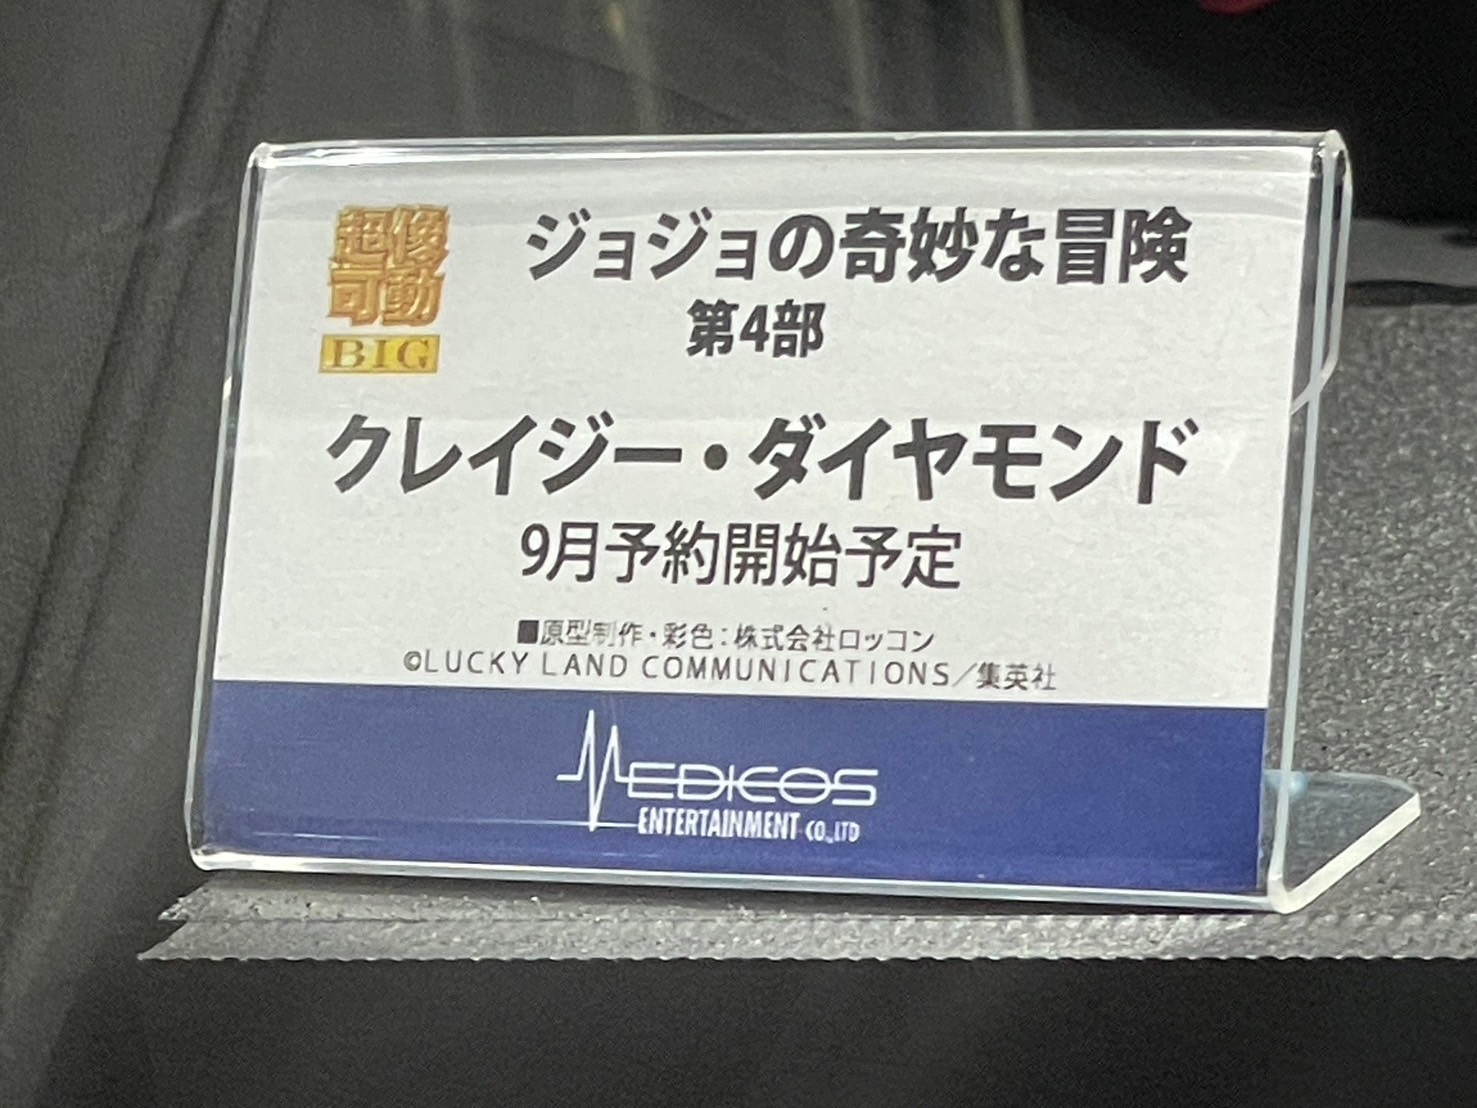 超像
可動
BIG
ジョジョの奇妙な冒険
第4部
クレイジー・ダイヤモンド
9月予約開始予定
■原型制作・彩色：株式会社ロッコン
©LUCKY LAND COMMUNICATIONS／集英社
MEDICOS
ENTERTAINMENT CO.,LTD